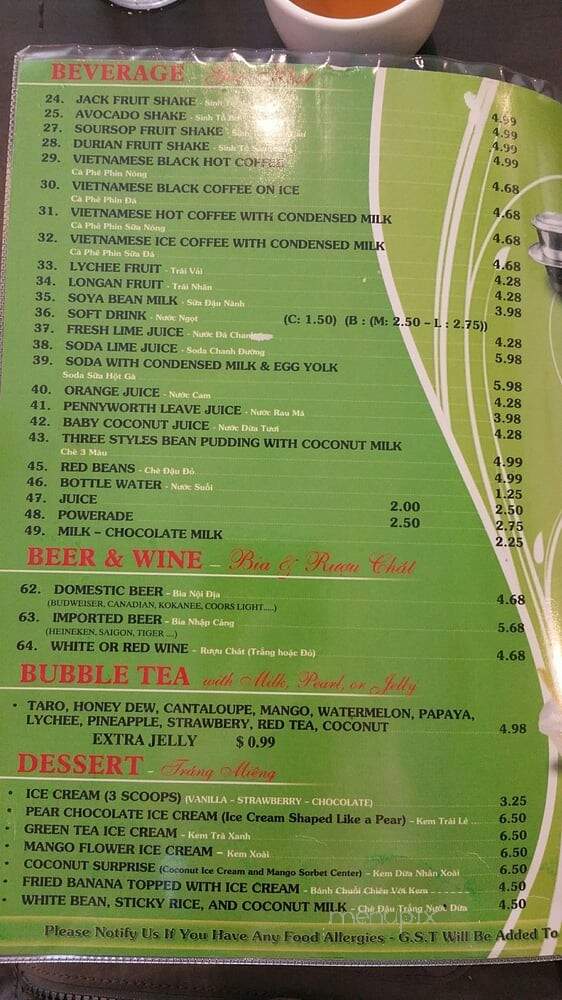 BEVERAGE
24. JACK FRUIT SHAKE - Sinh Tố
25. AVOCADO SHAKE - Sinh Tố 4.99
27. SOURSOP FRUIT SHAKE - Sinh 4.99
28. DURIAN FRUIT SHAKE - Sinh Tố 4.99
29. VIETNAMESE BLACK HOT COFFEE 4.99
Cà Phê Phin Nóng
30. VIETNAMESE BLACK COFFEE ON ICE 4.68
Cà Phê Phin Đá
31. VIETNAMESE HOT COFFEE WITH CONDENSED MILK 4.68
Cà Phê Phin Sữa Nóng
32. VIETNAMESE ICE COFFEE WITH CONDENSED MILK 4.68
Cà Phê Phin Sữa Đá
33. LYCHEE FRUIT - Trái Vải 4.68
34. LONGAN FRUIT - Trái Nhãn 4.28
35. SOYA BEAN MILK - Sữa Đậu Nành 4.28
36. SOFT DRINK - Nước Ngọt (C: 1.50) (B : (M: 2.50 - L : 2.75)) 3.98
37. FRESH LIME JUICE - Nước Đá Chanh 4.28
38. SODA LIME JUICE - Soda Chanh Đường 5.98
39. SODA WITH CONDENSED MILK & EGG YOLK
Soda Sữa Hột Gà 5.98
40. ORANGE JUICE - Nước Cam 4.28
41. PENNYWORTH LEAVE JUICE - Nước Rau Má 3.98
42. BABY COCONUT JUICE - Nước Dừa Tươi 4.28
43. THREE STYLES BEAN PUDDING WITH COCONUT MILK
Chè 3 Màu 4.99
45. RED BEANS - Chè Đậu Đỏ 4.99
46. BOTTLE WATER - Nước Suối 1.25
47. JUICE 2.00 2.50
48. POWERADE 2.50 2.75
49. MILK - CHOCOLATE MILK 2.25
BEER & WINE - Bia & Rượu Chát
62. DOMESTIC BEER - Bia Nội Địa 4.68
(BUDWEISER, CANADIAN, KOKANEE, COORS LIGHT.....)
63. IMPORTED BEER - Bia Nhập Cảng 5.68
(HEINEKEN, SAIGON, TIGER ....)
64. WHITE OR RED WINE - Rượu Chát (Trắng hoặc Đỏ) 4.68
BUBBLE TEA with Milk, Pearl, or Jelly
• TARO, HONEY DEW, CANTALOUPE, MANGO, WATERMELON, PAPAYA,
LYCHEE, PINEAPPLE, STRAWBERY, RED TEA, COCONUT 4.98
EXTRA JELLY $ 0.99
DESSERT - Tráng Miệng
• ICE CREAM (3 SCOOPS) (VANILLA - STRAWBERRY - CHOCOLATE) 3.25
• PEAR CHOCOLATE ICE CREAM (Ice Cream Shaped Like a Pear) - Kem Trái Lê ... 6.50
• GREEN TEA ICE CREAM - Kem Trà Xanh 6.50
• MANGO FLOWER ICE CREAM - Kem Xoài 6.50
• COCONUT SURPRISE (Coconut Ice Cream and Mango Sorbet Center) - Kem Dừa Nhân Xoài 6.50
• FRIED BANANA TOPPED WITH ICE CREAM - Bánh Chuối Chiên Với Kem 4.50
• WHITE BEAN, STICKY RICE, AND COCONUT MILK - Chè Đậu Trắng Nước Dừa 4.50
menupix
Please Notify Us If You Have Any Food Allergies - G.S.T Will Be Added To